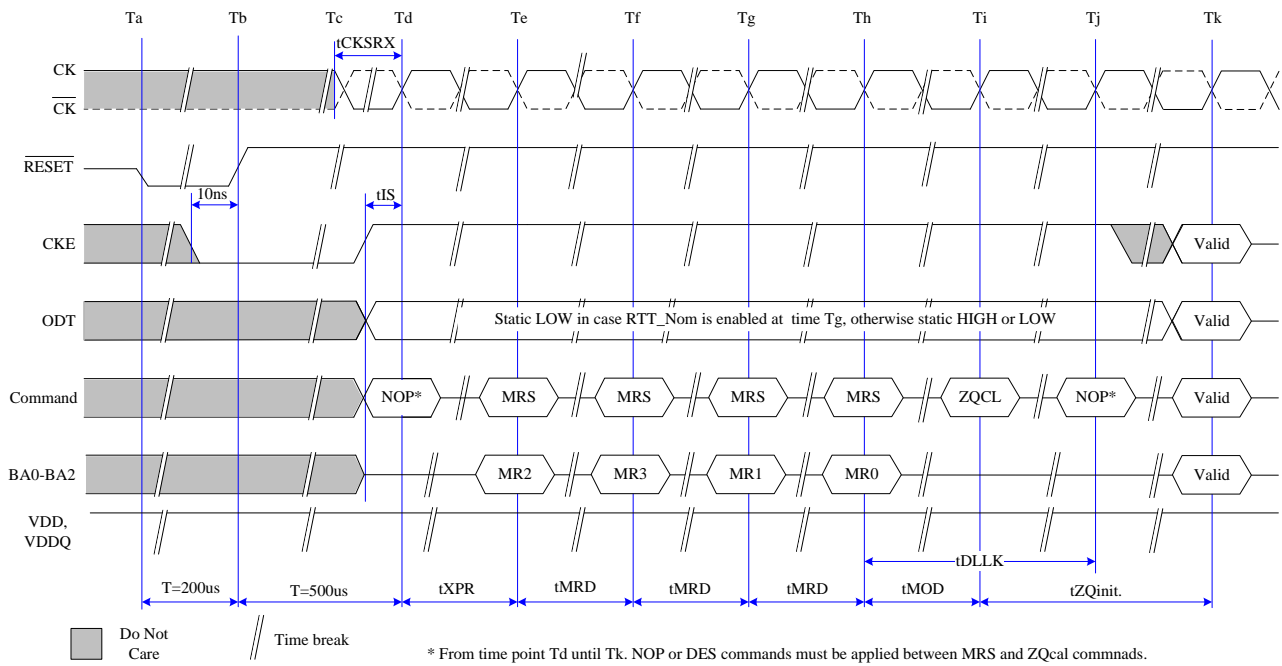 Ta Tb Tc Td Te Tf Tg Th Ti Tj Tk
tCKSRX
CK
CK
RESET
10ns
tIS
CKE Valid
ODT Static LOW in case RTT_Nom is enabled at time Tg, otherwise static HIGH or LOW Valid
Command NOP* MRS MRS MRS MRS ZQCL NOP* Valid
BA0-BA2 MR2 MR3 MR1 MR0 Valid
VDD,
VDDQ
tDLLK
T=200us T=500us tXPR tMRD tMRD tMRD tMOD tZQinit.
Do Not
Care
Time break
* From time point Td until Tk. NOP or DES commands must be applied between MRS and ZQcal commnads.